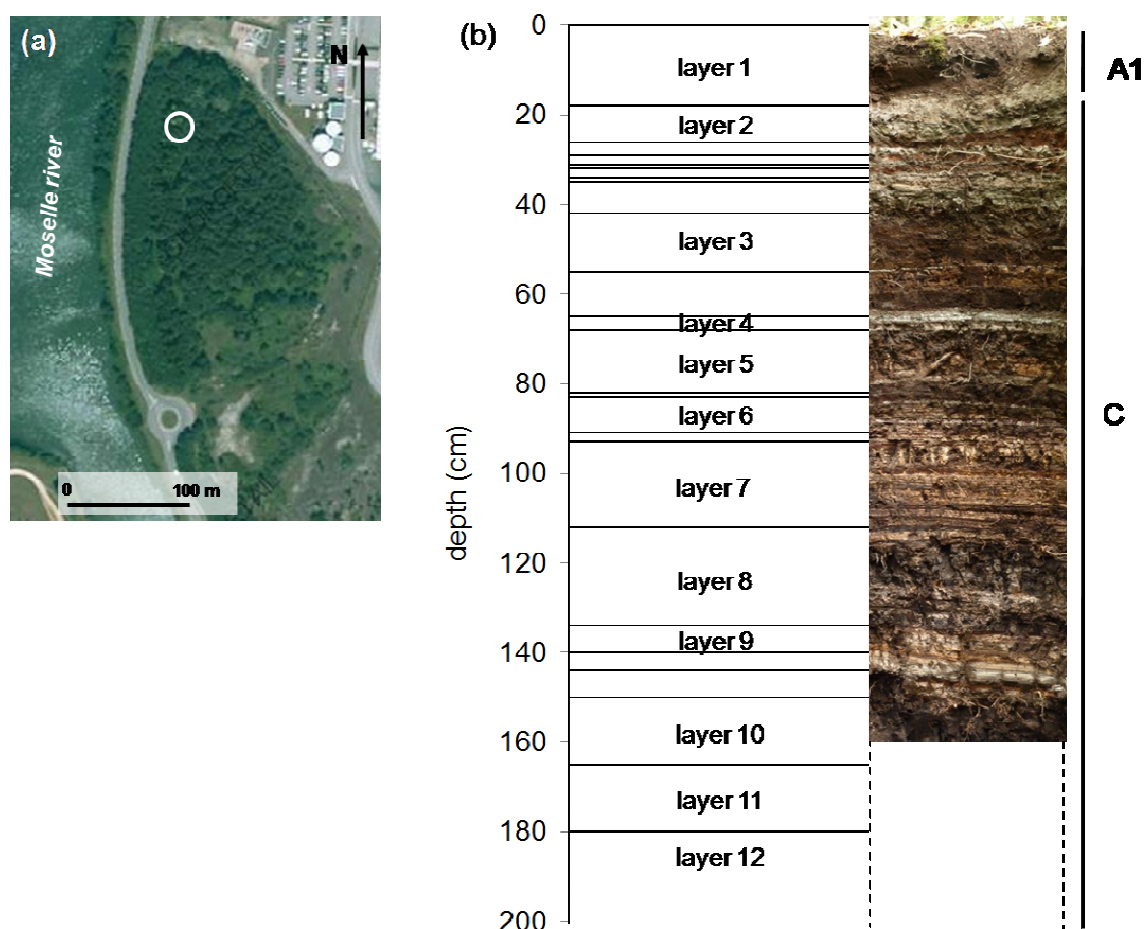 (a)
N
Moselle river
0 100 m
(b)
depth (cm)
0
20
40
60
80
100
120
140
160
180
200
layer 1
layer 2
layer 3
layer 4
layer 5
layer 6
layer 7
layer 8
layer 9
layer 10
layer 11
layer 12
A1
C